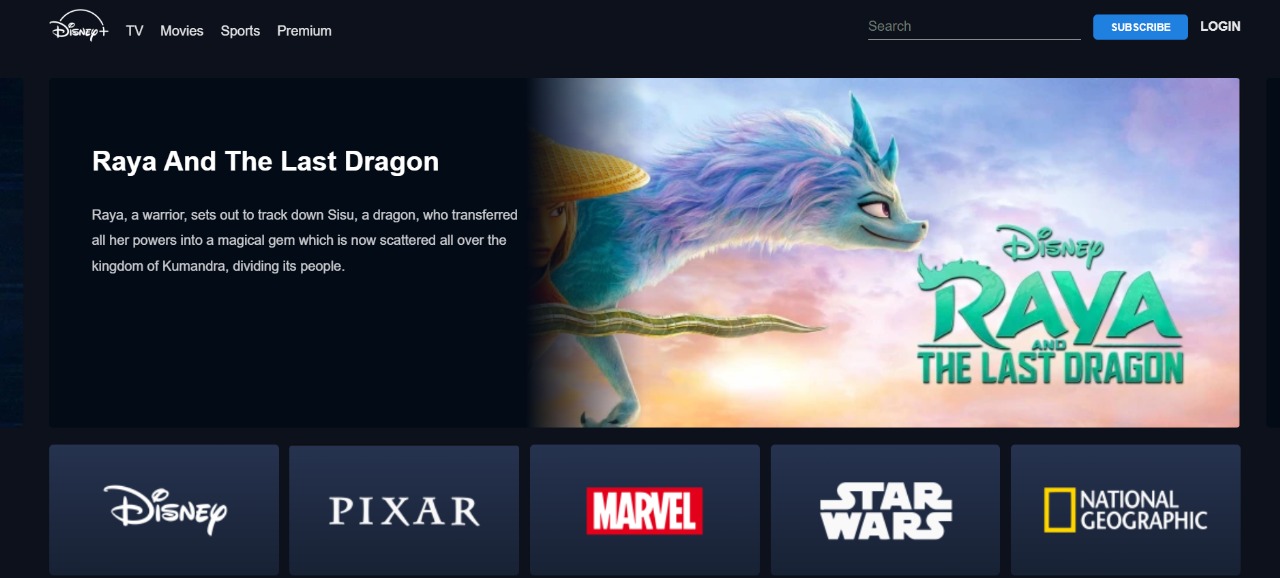 Disney+
TV Movies Sports Premium
Search
SUBSCRIBE
LOGIN
Raya And The Last Dragon
Raya, a warrior, sets out to track down Sisu, a dragon, who transferred
all her powers into a magical gem which is now scattered all over the
kingdom of Kumandra, dividing its people.
Disney
RAYA
AND
THE LAST DRAGON
Disney
PIXAR
MARVEL
STAR
WARS
NATIONAL
GEOGRAPHIC